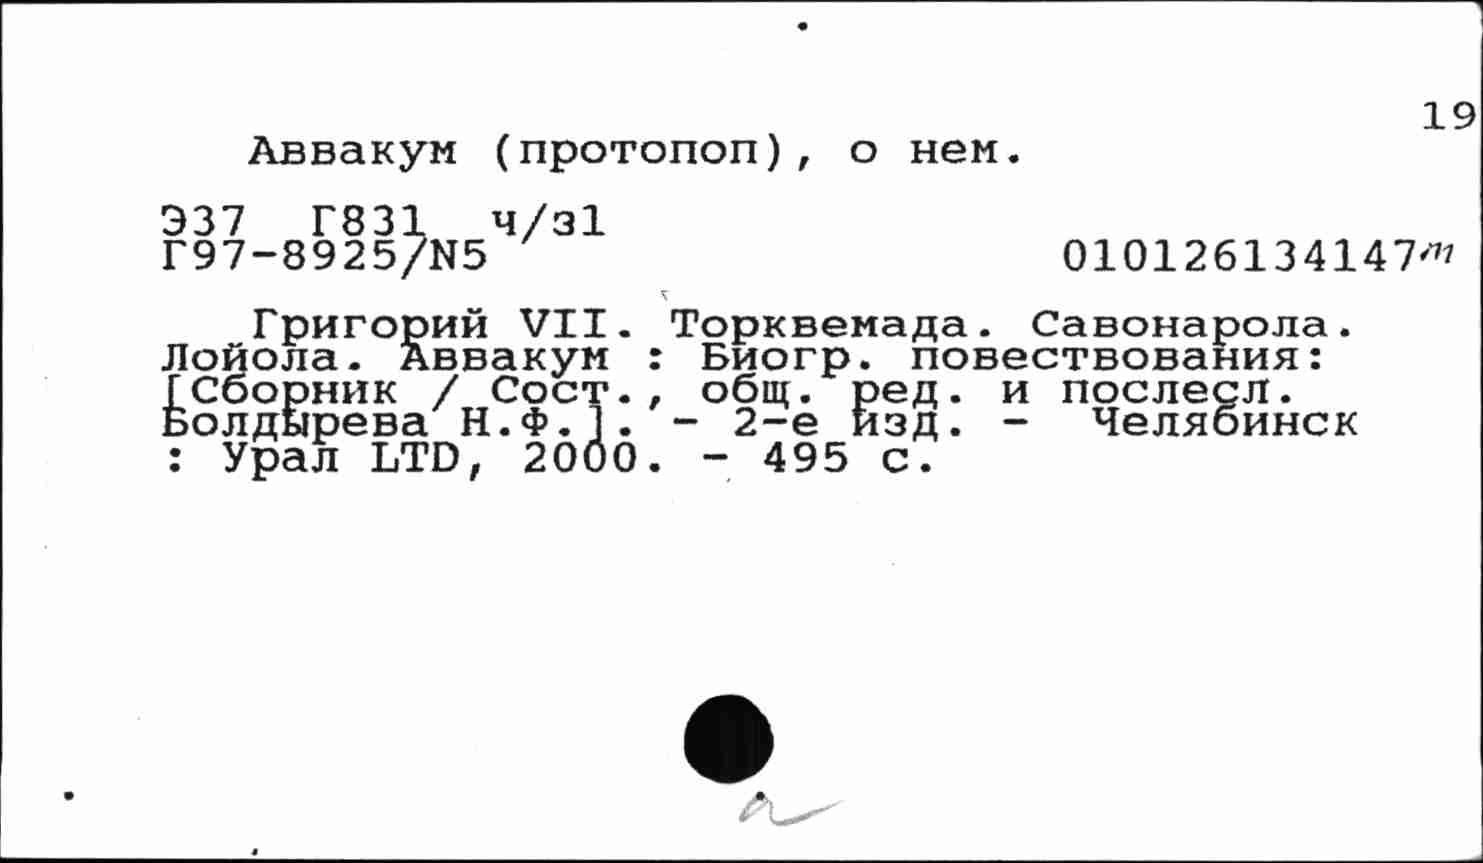 19
Аввакум (протопоп), о нем.
Э37 Г831 ч/з1
Г97-8925/N5 010126134147m
Григорий VII. Торквемада. Савонарола.
Лойола. Аввакум : Биогр. повествования:
[Сборник / Сост., общ. ред. и послесл.
Болдырева Н.Ф.]. - 2-е изд. - Челябинск
: Урал LTD, 2000. - 495 с.
a